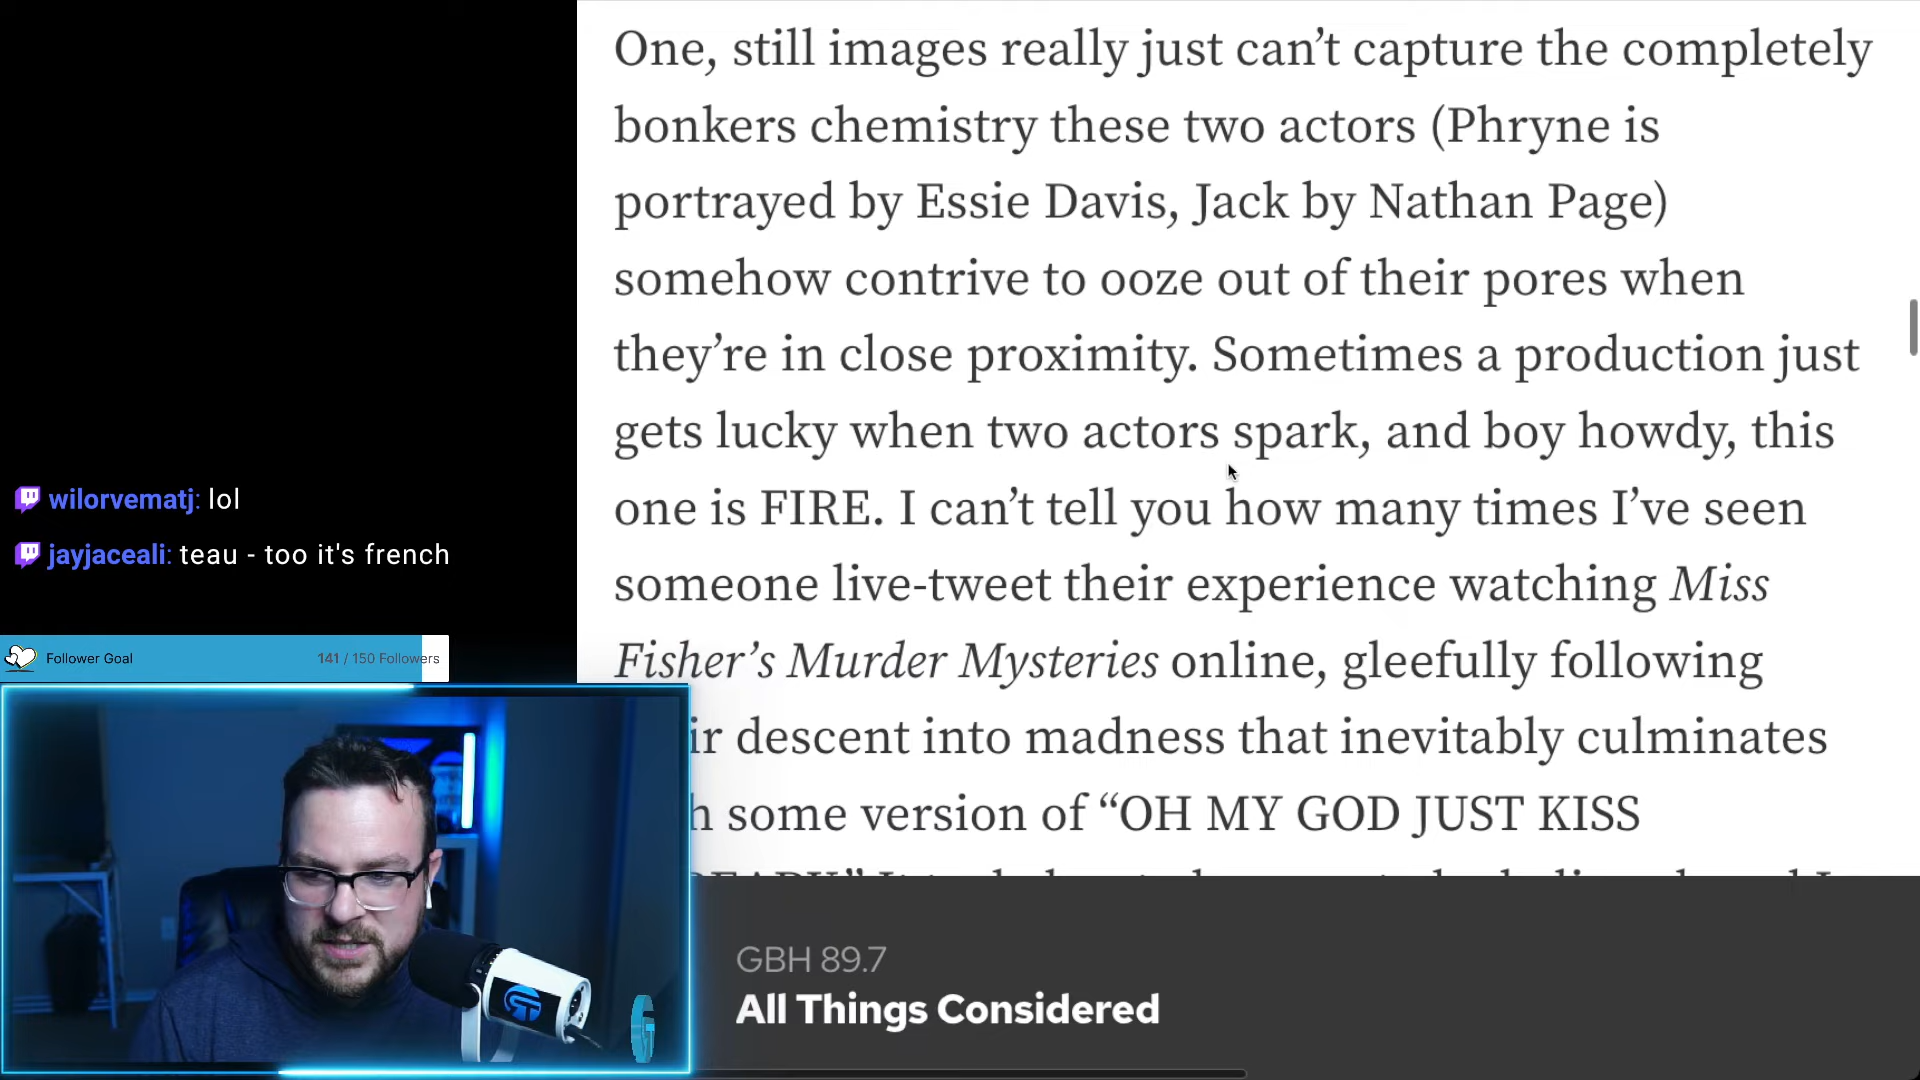 One, still images really just can’t capture the completely
bonkers chemistry these two actors (Phryne is
portrayed by Essie Davis, Jack by Nathan Page)
somehow contrive to ooze out of their pores when
they’re in close proximity. Sometimes a production just
gets lucky when two actors spark, and boy howdy, this
one is FIRE. I can’t tell you how many times I’ve seen
someone live-tweet their experience watching Miss
Fisher’s Murder Mysteries online, gleefully following
descent into madness that inevitably culminates
some version of “OH MY GOD JUST KISS
wilorvematj: lol
jayjaceali: teau - too it's french
Follower Goal
141 / 150 Followers
GBH 89.7
All Things Considered